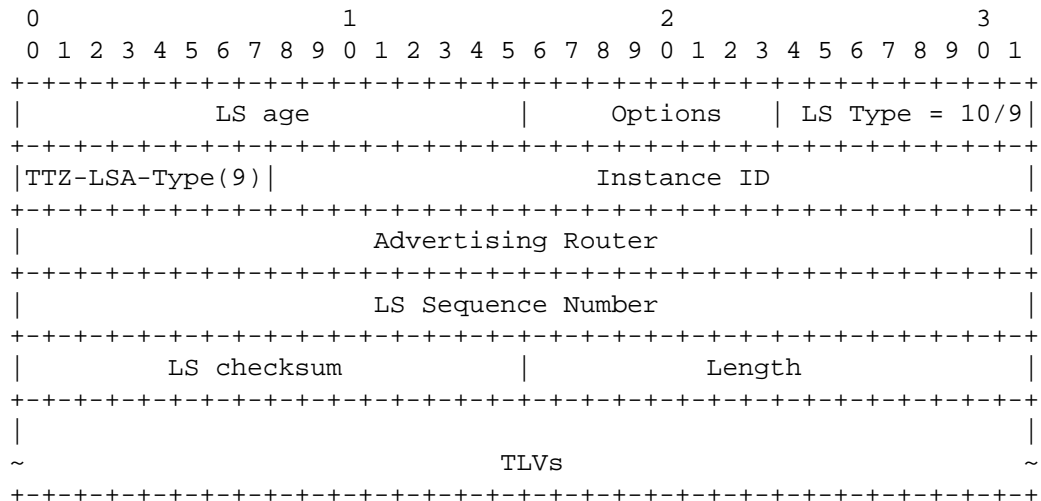 0                   1                   2                   3
 0 1 2 3 4 5 6 7 8 9 0 1 2 3 4 5 6 7 8 9 0 1 2 3 4 5 6 7 8 9 0 1
+-+-+-+-+-+-+-+-+-+-+-+-+-+-+-+-+-+-+-+-+-+-+-+-+-+-+-+-+-+-+-+-+
|            LS age             |     Options   | LS Type = 10/9|
+-+-+-+-+-+-+-+-+-+-+-+-+-+-+-+-+-+-+-+-+-+-+-+-+-+-+-+-+-+-+-+-+
|TTZ-LSA-Type(9)|                    Instance ID                |
+-+-+-+-+-+-+-+-+-+-+-+-+-+-+-+-+-+-+-+-+-+-+-+-+-+-+-+-+-+-+-+-+
|                      Advertising Router                       |
+-+-+-+-+-+-+-+-+-+-+-+-+-+-+-+-+-+-+-+-+-+-+-+-+-+-+-+-+-+-+-+-+
|                      LS Sequence Number                       |
+-+-+-+-+-+-+-+-+-+-+-+-+-+-+-+-+-+-+-+-+-+-+-+-+-+-+-+-+-+-+-+-+
|         LS checksum           |           Length              |
+-+-+-+-+-+-+-+-+-+-+-+-+-+-+-+-+-+-+-+-+-+-+-+-+-+-+-+-+-+-+-+-+
|                                                               |
~                              TLVs                             ~
+-+-+-+-+-+-+-+-+-+-+-+-+-+-+-+-+-+-+-+-+-+-+-+-+-+-+-+-+-+-+-+-+